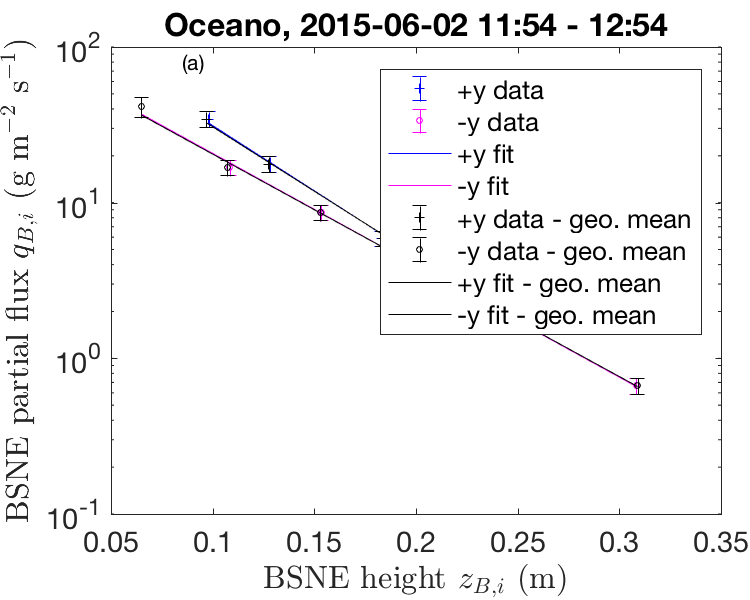 Oceano, 2015-06-02 11:54 - 12:54
(a)
+y data
-y data
+y fit
-y fit
+y data - geo. mean
-y data - geo. mean
+y fit - geo. mean
-y fit - geo. mean
10^2
10^1
10^0
10^-1
0.05 0.1 0.15 0.2 0.25 0.3 0.35
BSNE partial flux q_{B,i} (g m^{-2} s^{-1})
BSNE height z_{B,i} (m)